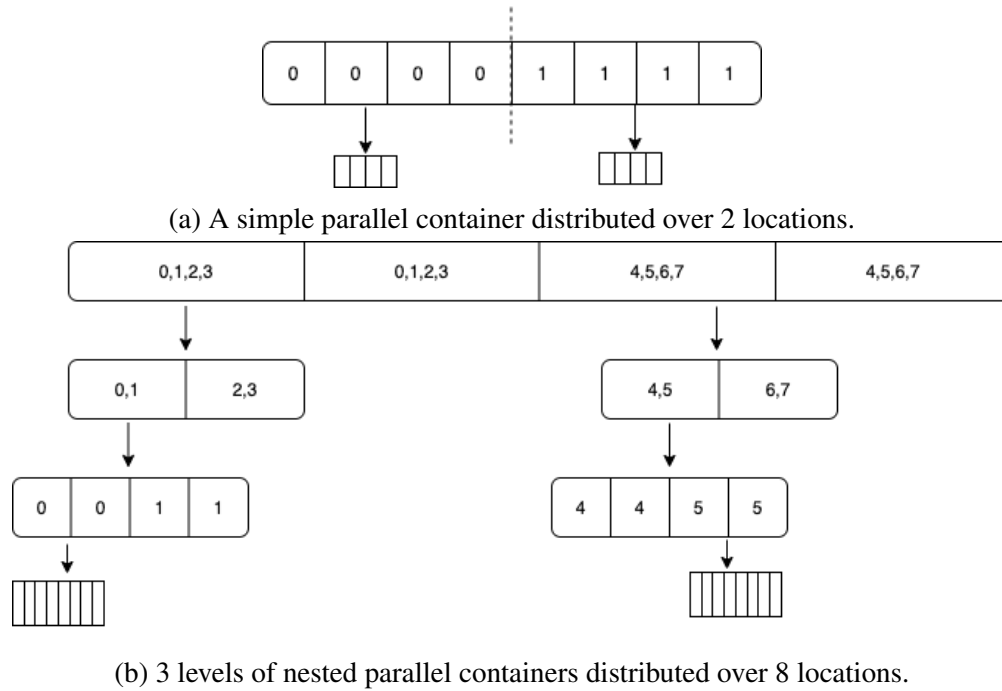 0 0 0 0 1 1 1 1
(a) A simple parallel container distributed over 2 locations.
0,1,2,3 0,1,2,3 4,5,6,7 4,5,6,7
0,1 2,3 4,5 6,7
0 0 1 1 4 4 5 5
(b) 3 levels of nested parallel containers distributed over 8 locations.